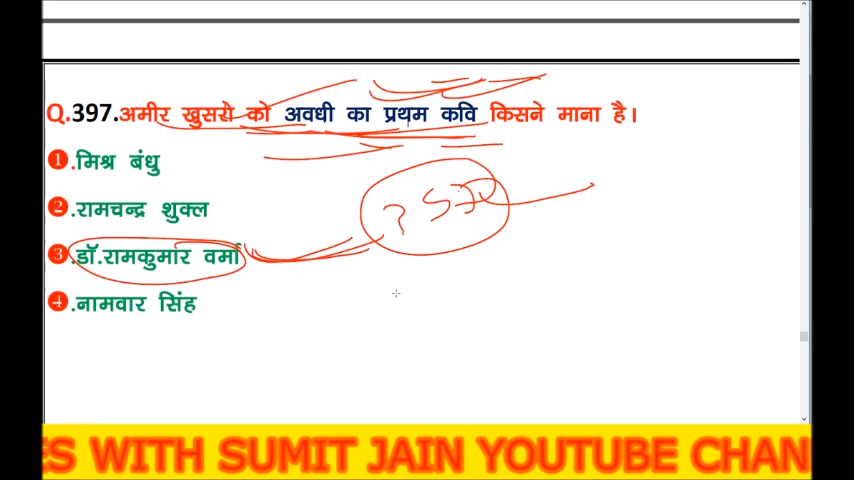 Q.397.अमीर खुसरो को अवधी का प्रथम कवि किसने माना है।
1.मिश्र बंधु
2.रामचन्द्र शुक्ल
3.डॉ.रामकुमार वर्मा
4.नामवार सिंह
ES WITH SUMIT JAIN YOUTUBE CHAN